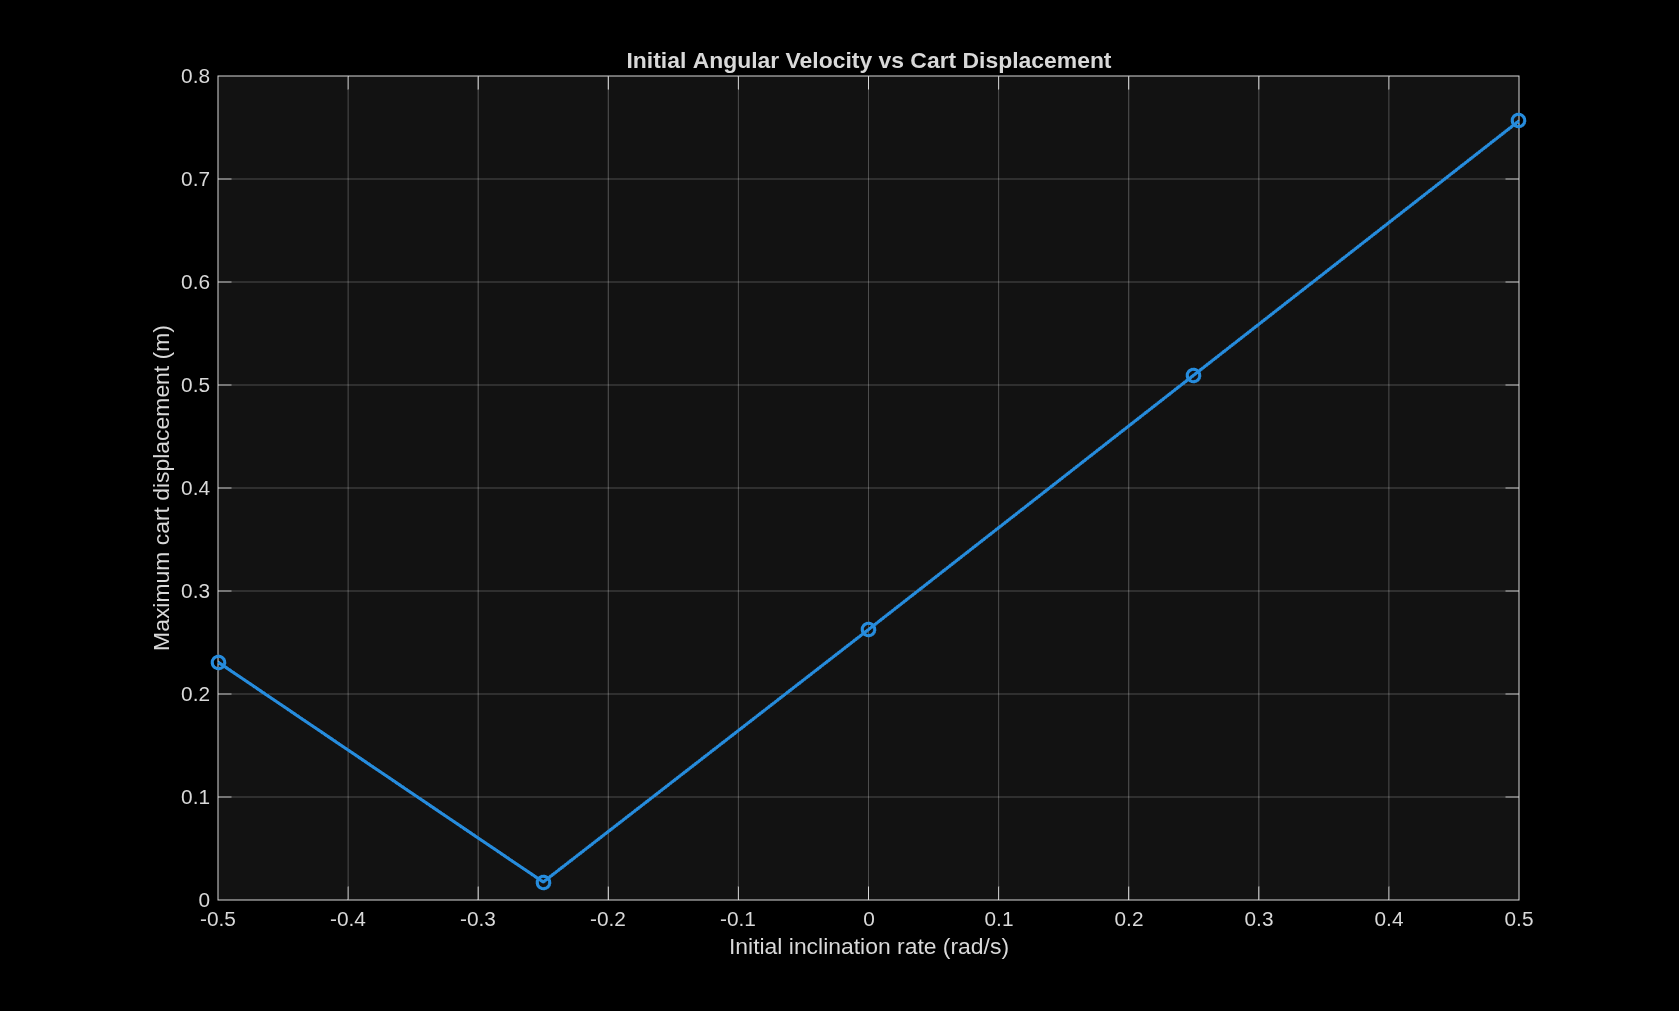 Initial Angular Velocity vs Cart Displacement
0.8
0.7
0.6
0.5
0.4
0.3
0.2
0.1
0
Maximum cart displacement (m)
-0.5 -0.4 -0.3 -0.2 -0.1 0 0.1 0.2 0.3 0.4 0.5
Initial inclination rate (rad/s)